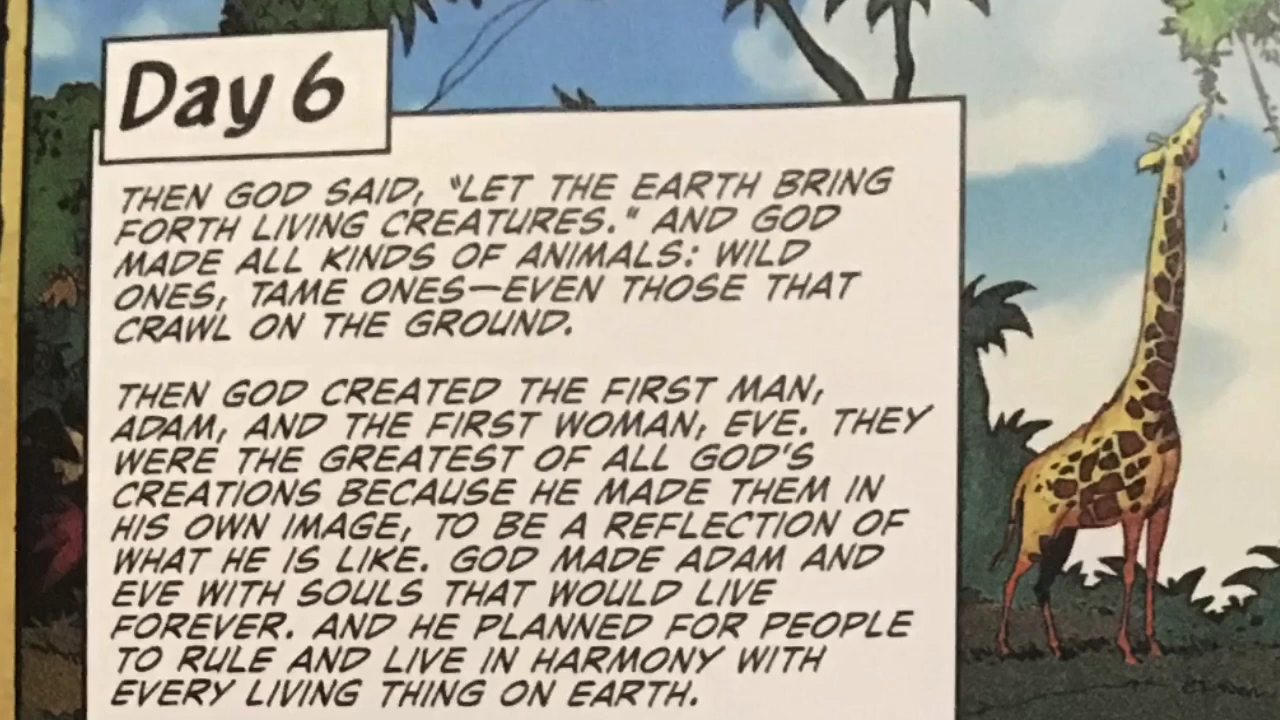 Day 6
THEN GOD SAID, "LET THE EARTH BRING
FORTH LIVING CREATURES." AND GOD
MADE ALL KINDS OF ANIMALS: WILD
ONES, TAME ONES—EVEN THOSE THAT
CRAWL ON THE GROUND.
THEN GOD CREATED THE FIRST MAN,
ADAM, AND THE FIRST WOMAN, EVE. THEY
WERE THE GREATEST OF ALL GOD'S
CREATIONS BECAUSE HE MADE THEM IN
HIS OWN IMAGE, TO BE A REFLECTION OF
WHAT HE IS LIKE. GOD MADE ADAM AND
EVE WITH SOULS THAT WOULD LIVE
FOREVER. AND HE PLANNED FOR PEOPLE
TO RULE AND LIVE IN HARMONY WITH
EVERY LIVING THING ON EARTH.